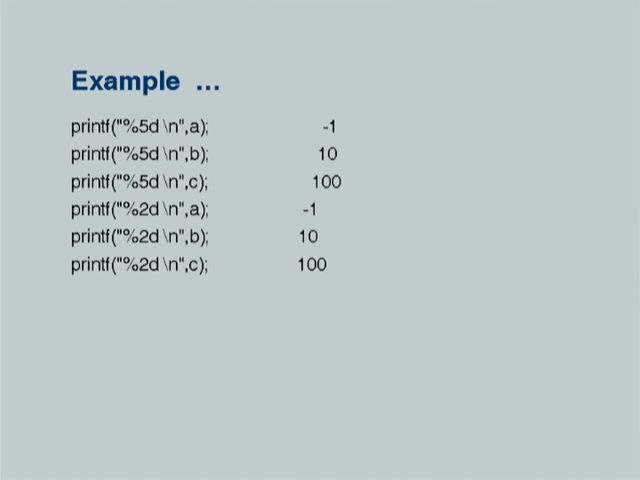 Example ...
printf("%5d \n",a); -1
printf("%5d \n",b); 10
printf("%5d \n",c); 100
printf("%2d \n",a); -1
printf("%2d \n",b); 10
printf("%2d \n",c); 100